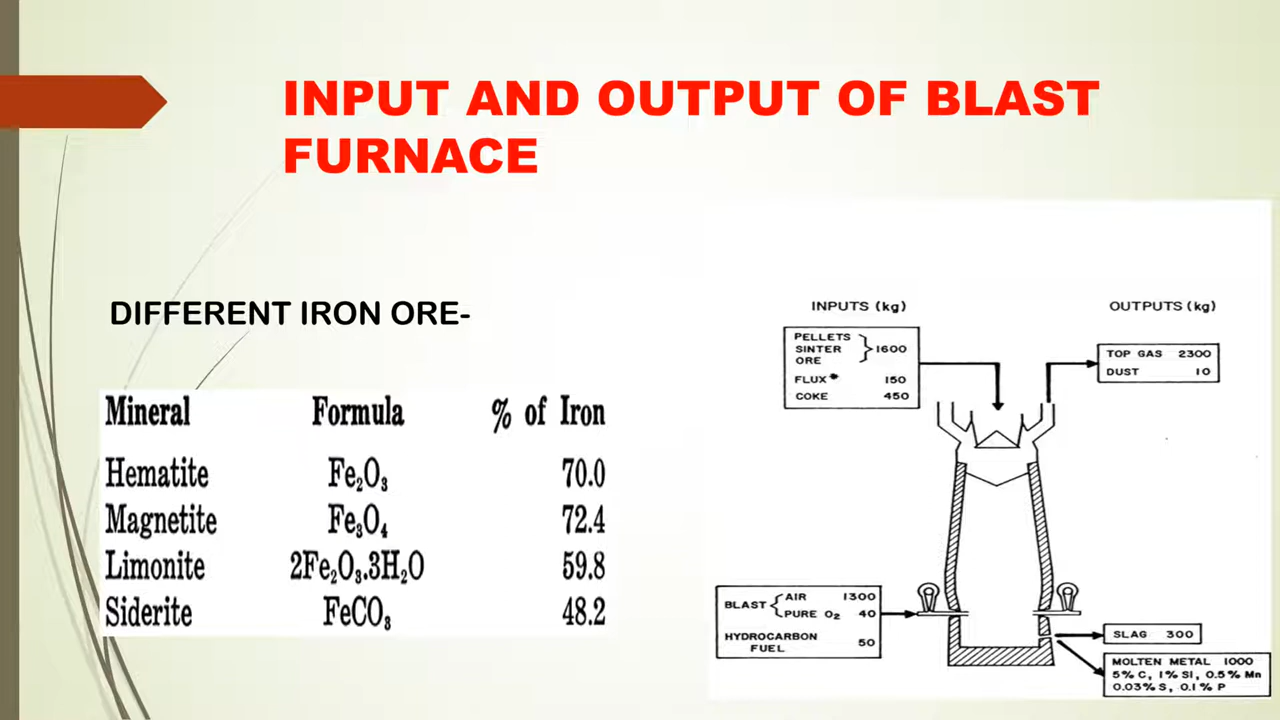 INPUT AND OUTPUT OF BLAST
FURNACE
DIFFERENT IRON ORE-
Mineral Formula % of Iron
Hematite Fe₂O₃ 70.0
Magnetite Fe₃O₄ 72.4
Limonite 2Fe₂O₃.3H₂O 59.8
Siderite FeCO₃ 48.2
INPUTS (kg)
PELLETS
SINTER 1600
ORE
FLUX* 150
COKE 450
OUTPUTS (kg)
TOP GAS 2300
DUST 10
BLAST AIR 1300
PURE O₂ 40
HYDROCARBON 50
FUEL
SLAG 300
MOLTEN METAL 1000
5% C, 1% SI, 0.5% Mn
0.03% S, 0.1% P